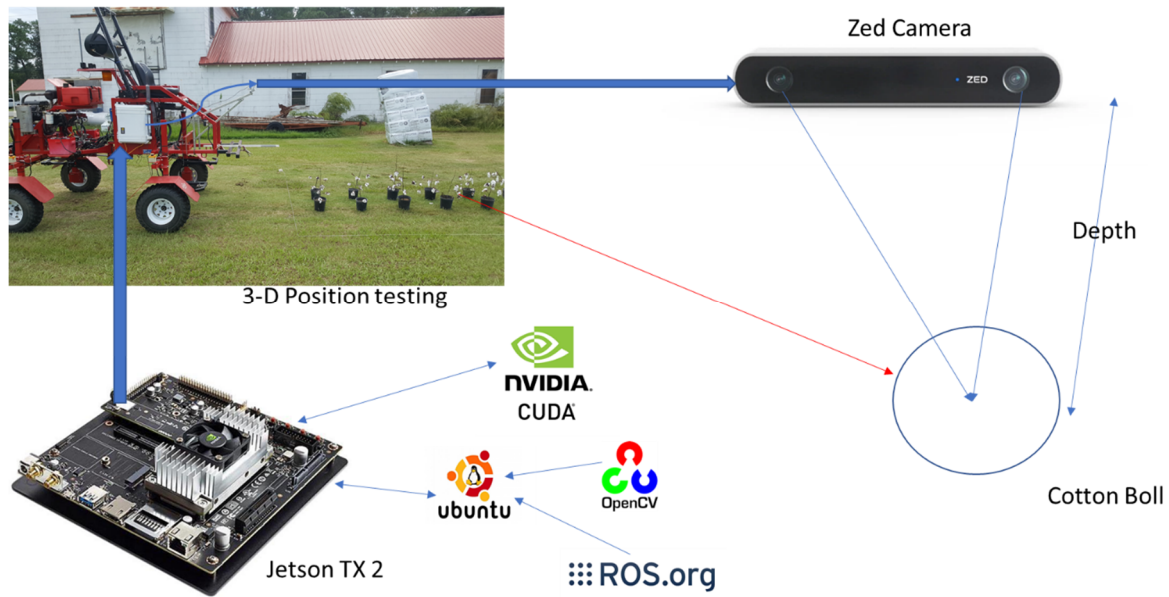 Zed Camera
ZED
Depth
3-D Position testing
NVIDIA.
CUDA
ubuntu
OpenCV
ROS.org
Cotton Boll
Jetson TX 2